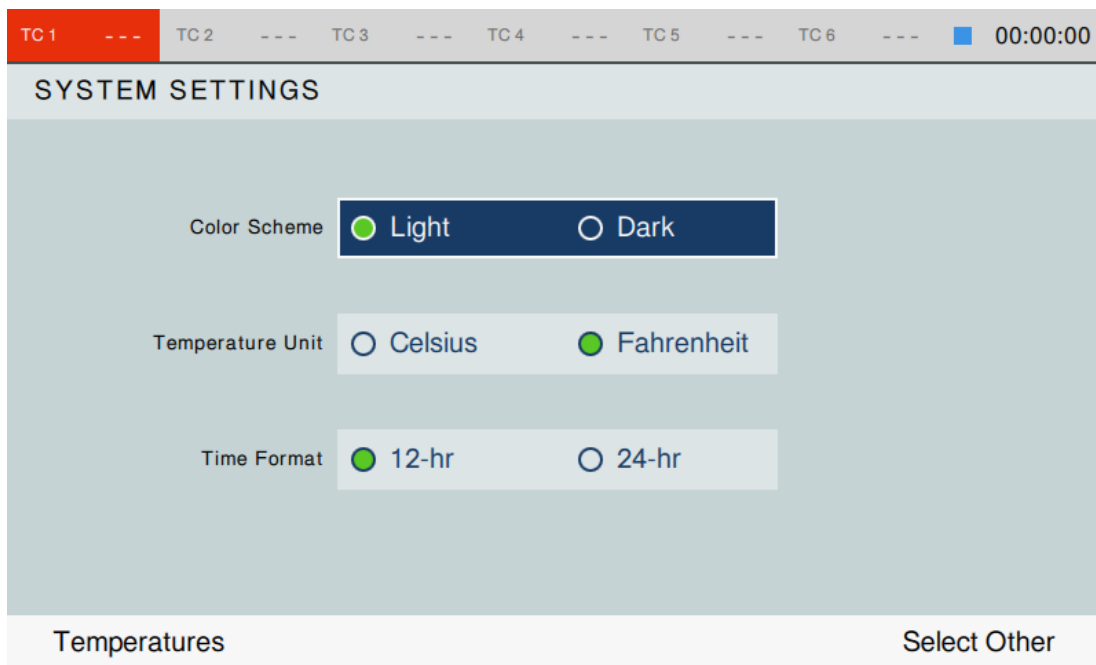 TC 1 - - - TC 2 - - - TC 3 - - - TC 4 - - - TC 5 - - - TC 6 - - - 00:00:00
SYSTEM SETTINGS
Color Scheme Light Dark
Temperature Unit Celsius Fahrenheit
Time Format 12-hr 24-hr
Temperatures Select Other